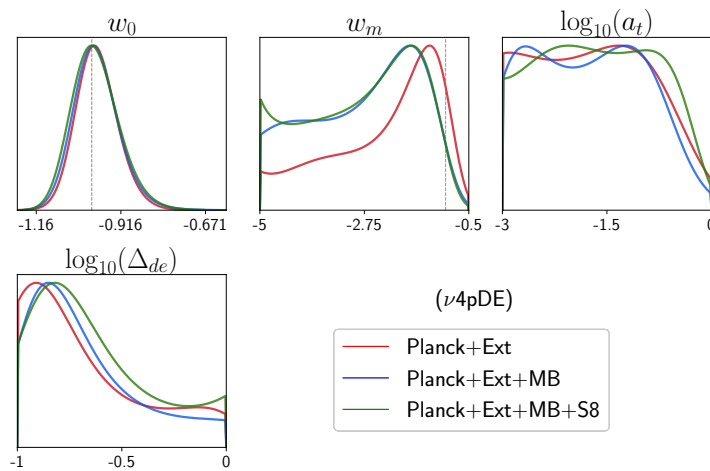 w₀
wₘ
log₁₀(aₜ)
-1.16 -0.916 -0.671
-5 -2.75 -0.5
-3 -1.5 0
log₁₀(Δ_de)
-1 -0.5 0
(ν4pDE)
Planck+Ext
Planck+Ext+MB
Planck+Ext+MB+S8